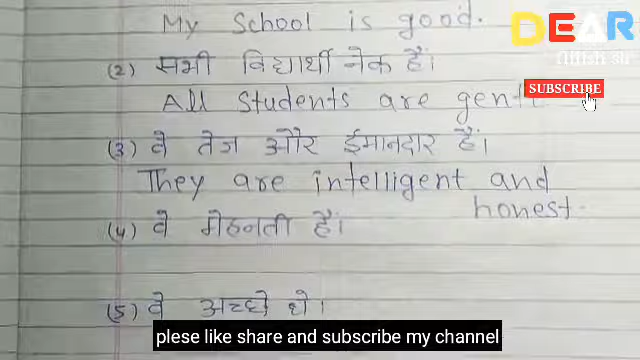 My School is good.
DEAR
(2) सभी विद्यार्थी नेक हैं।
SUBSCRIBE
All Students are
(3) वे तेज और ईमानदार हैं।
They are intelligent and
honest.
(4) वे मेहनती हैं।
(5) वे अच्छे थे।
plese like share and subscribe my channel